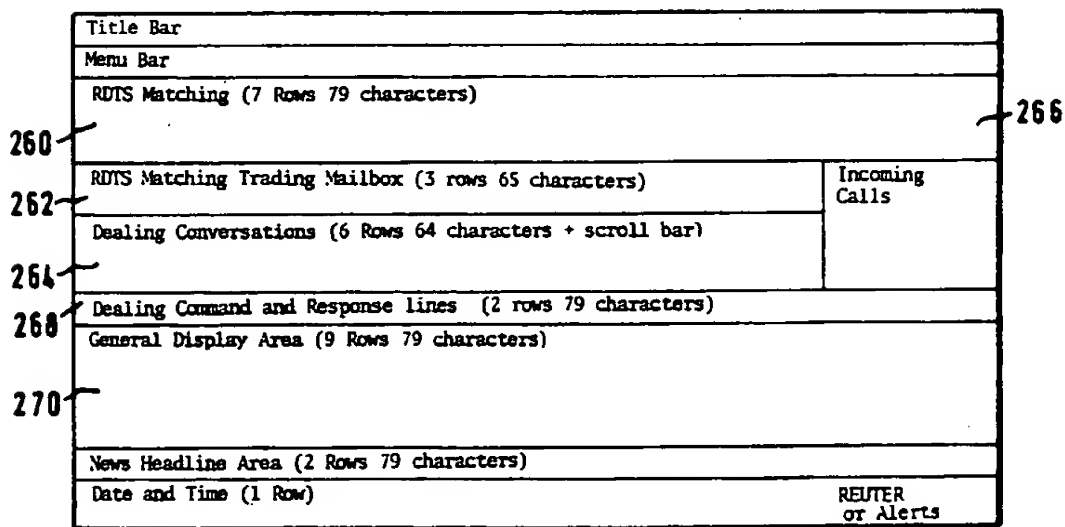 Title Bar
Menu Bar
RDTS Matching (7 Rows 79 characters)
260
266
RDTS Matching Trading Mailbox (3 rows 65 characters)
Incoming
Calls
262
Dealing Conversations (6 Rows 64 characters + scroll bar)
264
Dealing Command and Response lines (2 rows 79 characters)
268
General Display Area (9 Rows 79 characters)
270
News Headline Area (2 Rows 79 characters)
Date and Time (1 Row)
REUTER
or Alerts